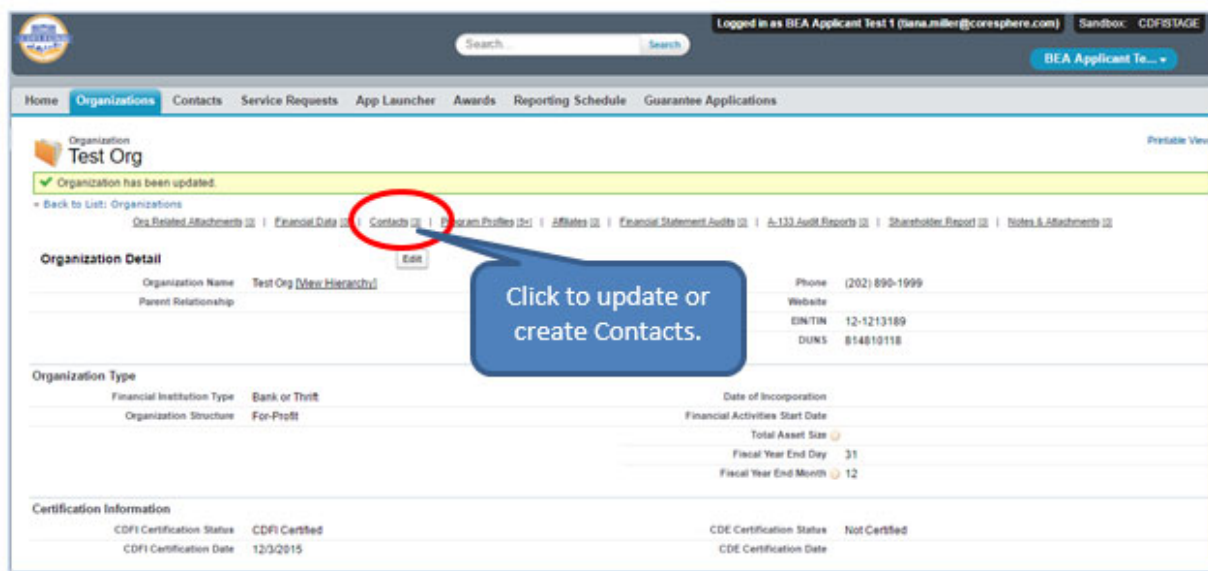 Logged in as BEA Applicant Test 1 (tiana.miller@coresphere.com) Sandbox: CDFISTAGE
Search... Search
BEA Applicant Te...
Home Organizations Contacts Service Requests App Launcher Awards Reporting Schedule Guarantee Applications
Organization
Test Org
Printable View
Organization has been updated.
« Back to List: Organizations
Org Related Attachments | Financial Data | Contacts | Program Profiles [5+] | Affiliates | Financial Statement Audits | A-133 Audit Reports | Shareholder Report | Notes & Attachments
Organization Detail Edit
Organization Name Test Org [View Hierarchy] Phone (202) 890-1999
Parent Relationship Website
EIN/TIN 12-1213189
DUNS 814810118
Click to update or
create Contacts.
Organization Type
Financial Institution Type Bank or Thrift Date of Incorporation
Organization Structure For-Profit Financial Activities Start Date
Total Asset Size
Fiscal Year End Day 31
Fiscal Year End Month 12
Certification Information
CDFI Certification Status CDFI Certified CDE Certification Status Not Certified
CDFI Certification Date 12/3/2015 CDE Certification Date